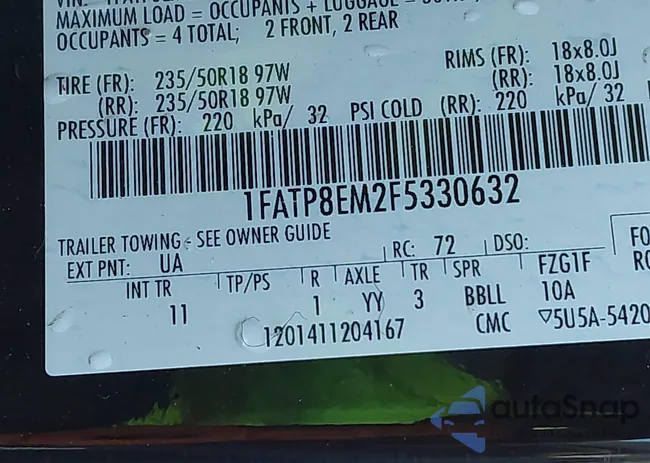 MAXIMUM LOAD = OCCUPANTS + LUGGAGE =
OCCUPANTS = 4 TOTAL; 2 FRONT, 2 REAR
TIRE (FR): 235/50R18 97W RIMS (FR): 18x8.0J
(RR): 235/50R18 97W (RR): 18x8.0J
PRESSURE (FR): 220 kPa/ 32 PSI COLD (RR): 220 kPa/ 32
1FATP8EM2F5330632
TRAILER TOWING - SEE OWNER GUIDE
EXT PNT: UA RC: 72 DSO: FO
INT TR TP/PS R AXLE TR SPR FZG1F RO
11 1 YY 3 BBLL 10A
1201411204167 CMC ▽5U5A-5420
autoSnap